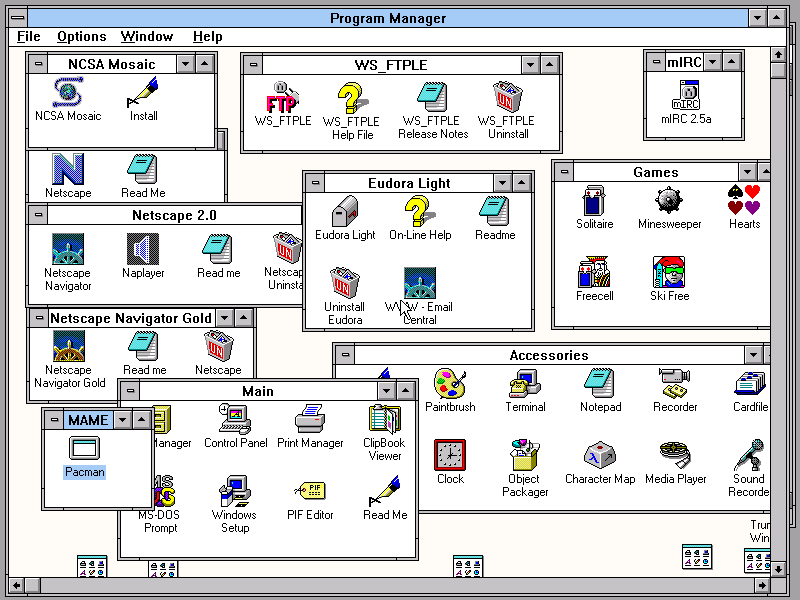 Program Manager
File Options Window Help
NCSA Mosaic
NCSA Mosaic
Install
Netscape
Read Me
Netscape 2.0
Netscape
Navigator
Naplayer
Read me
Uninsta
Netscape Navigator Gold
Netscape
Navigator Gold
Read me
Netscape
WS_FTPLE
FTP
WS_FTPLE
WS_FTPLE
Help File
WS_FTPLE
Release Notes
UN
WS_FTPLE
Uninstall
mIRC
mIRC
mIRC 2.5a
Eudora Light
Eudora Light
On-Line Help
Readme
Uninstall
Eudora
- Email
Central
Games
Solitaire
Minesweeper
Hearts
Freecell
Ski Free
Accessories
Paintbrush
Terminal
Notepad
Recorder
Cardfile
Clock
Object
Packager
Character Map
Media Player
Sound
Recorde
Main
Manager
Control Panel
Print Manager
ClipBook
Viewer
MS-DOS
Prompt
Windows
Setup
PIF
PIF Editor
Read Me
MAME
Pacman